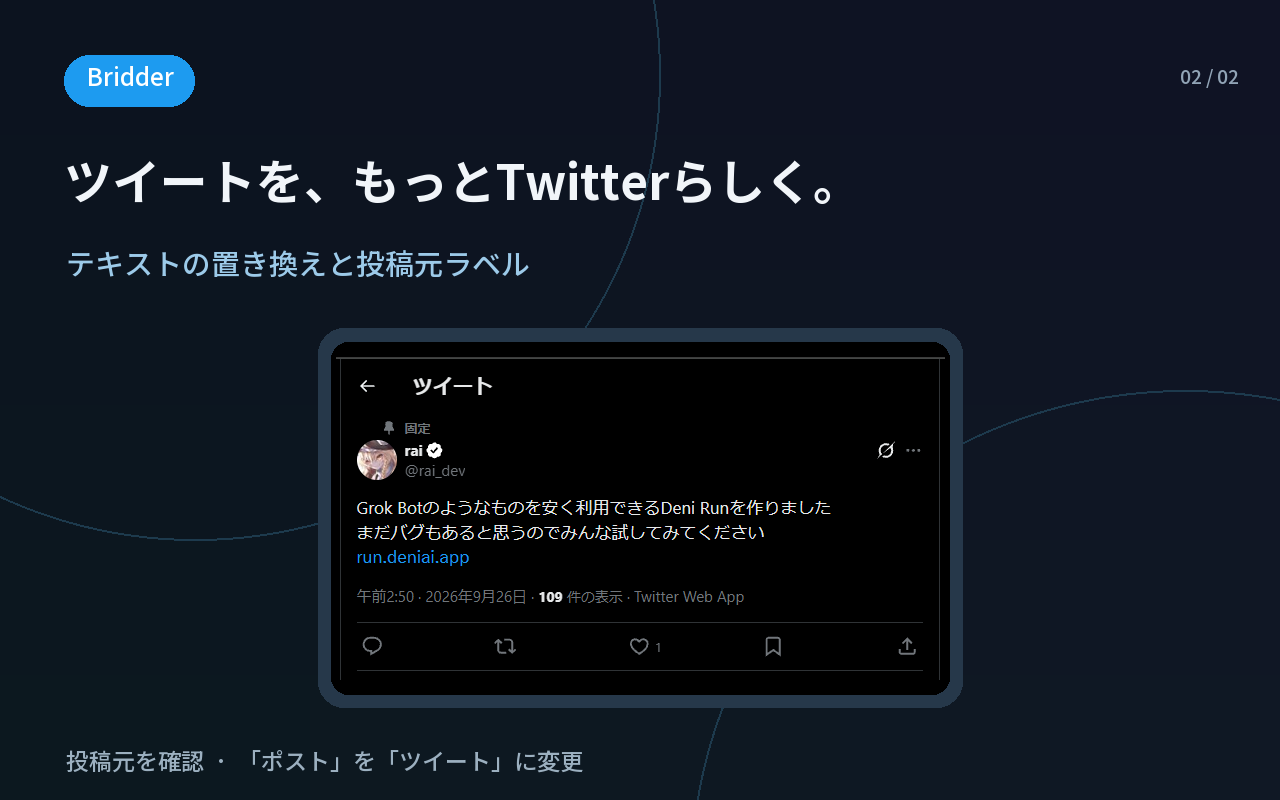 Bridder
02 / 02
ツイートを、もっとTwitterらしく。
テキストの置き換えと投稿元ラベル
ツイート
固定
rai
@rai_dev
Grok Botのようなものを安く利用できるDeni Runを作りました
まだバグもあると思うのでみんな試してみてください
run.deniai.app
午前2:50 · 2026年9月26日 · 109 件の表示 · Twitter Web App
1
投稿元を確認 ・ 「ポスト」を「ツイート」に変更